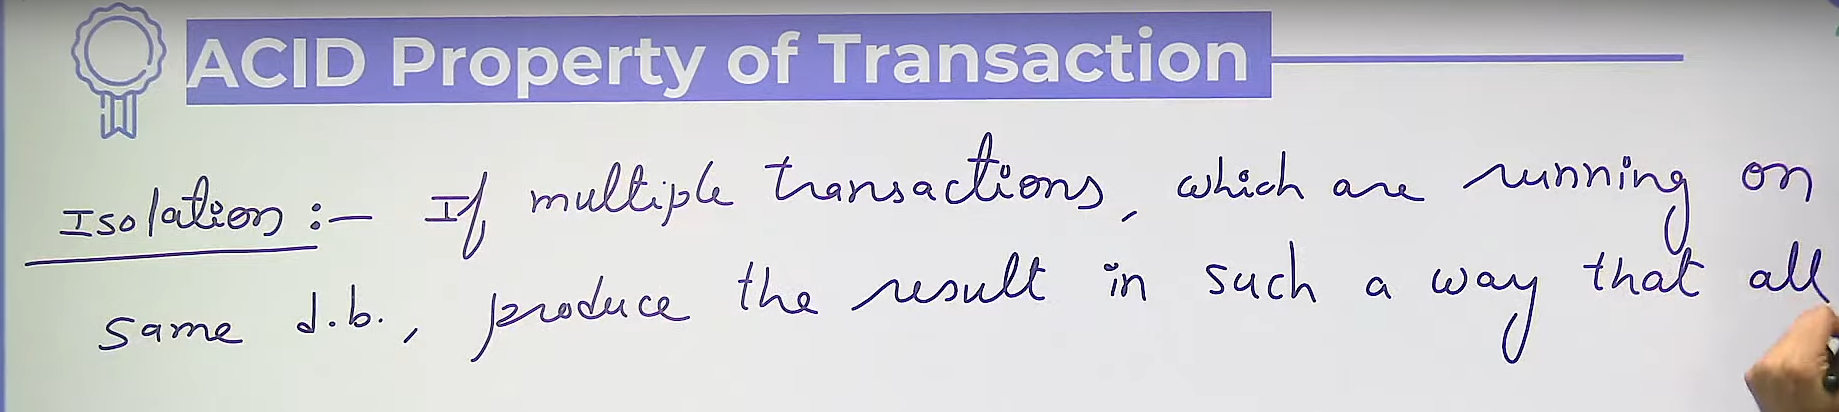 ACID Property of Transaction
Isolation :- If multiple transactions, which are running on
same d.b., produce the result in such a way that all